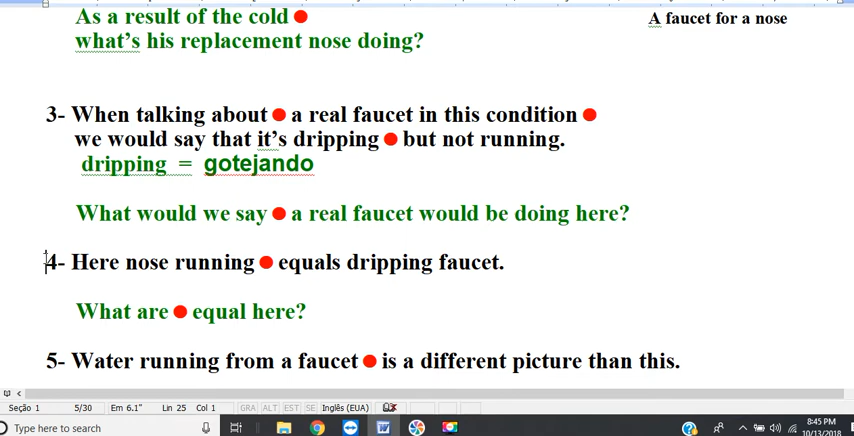 As a result of the cold
A faucet for a nose
what's his replacement nose doing?
3- When talking about a real faucet in this condition
we would say that it's dripping but not running.
dripping = gotejando
What would we say a real faucet would be doing here?
4- Here nose running equals dripping faucet.
What are equal here?
5- Water running from a faucet is a different picture than this.
Seção 1 5/30 Em 6.1" Lin 25 Col 1 GRA ALT EST SE Inglês (EUA)
Type here to search
8:45 PM
10/13/2018